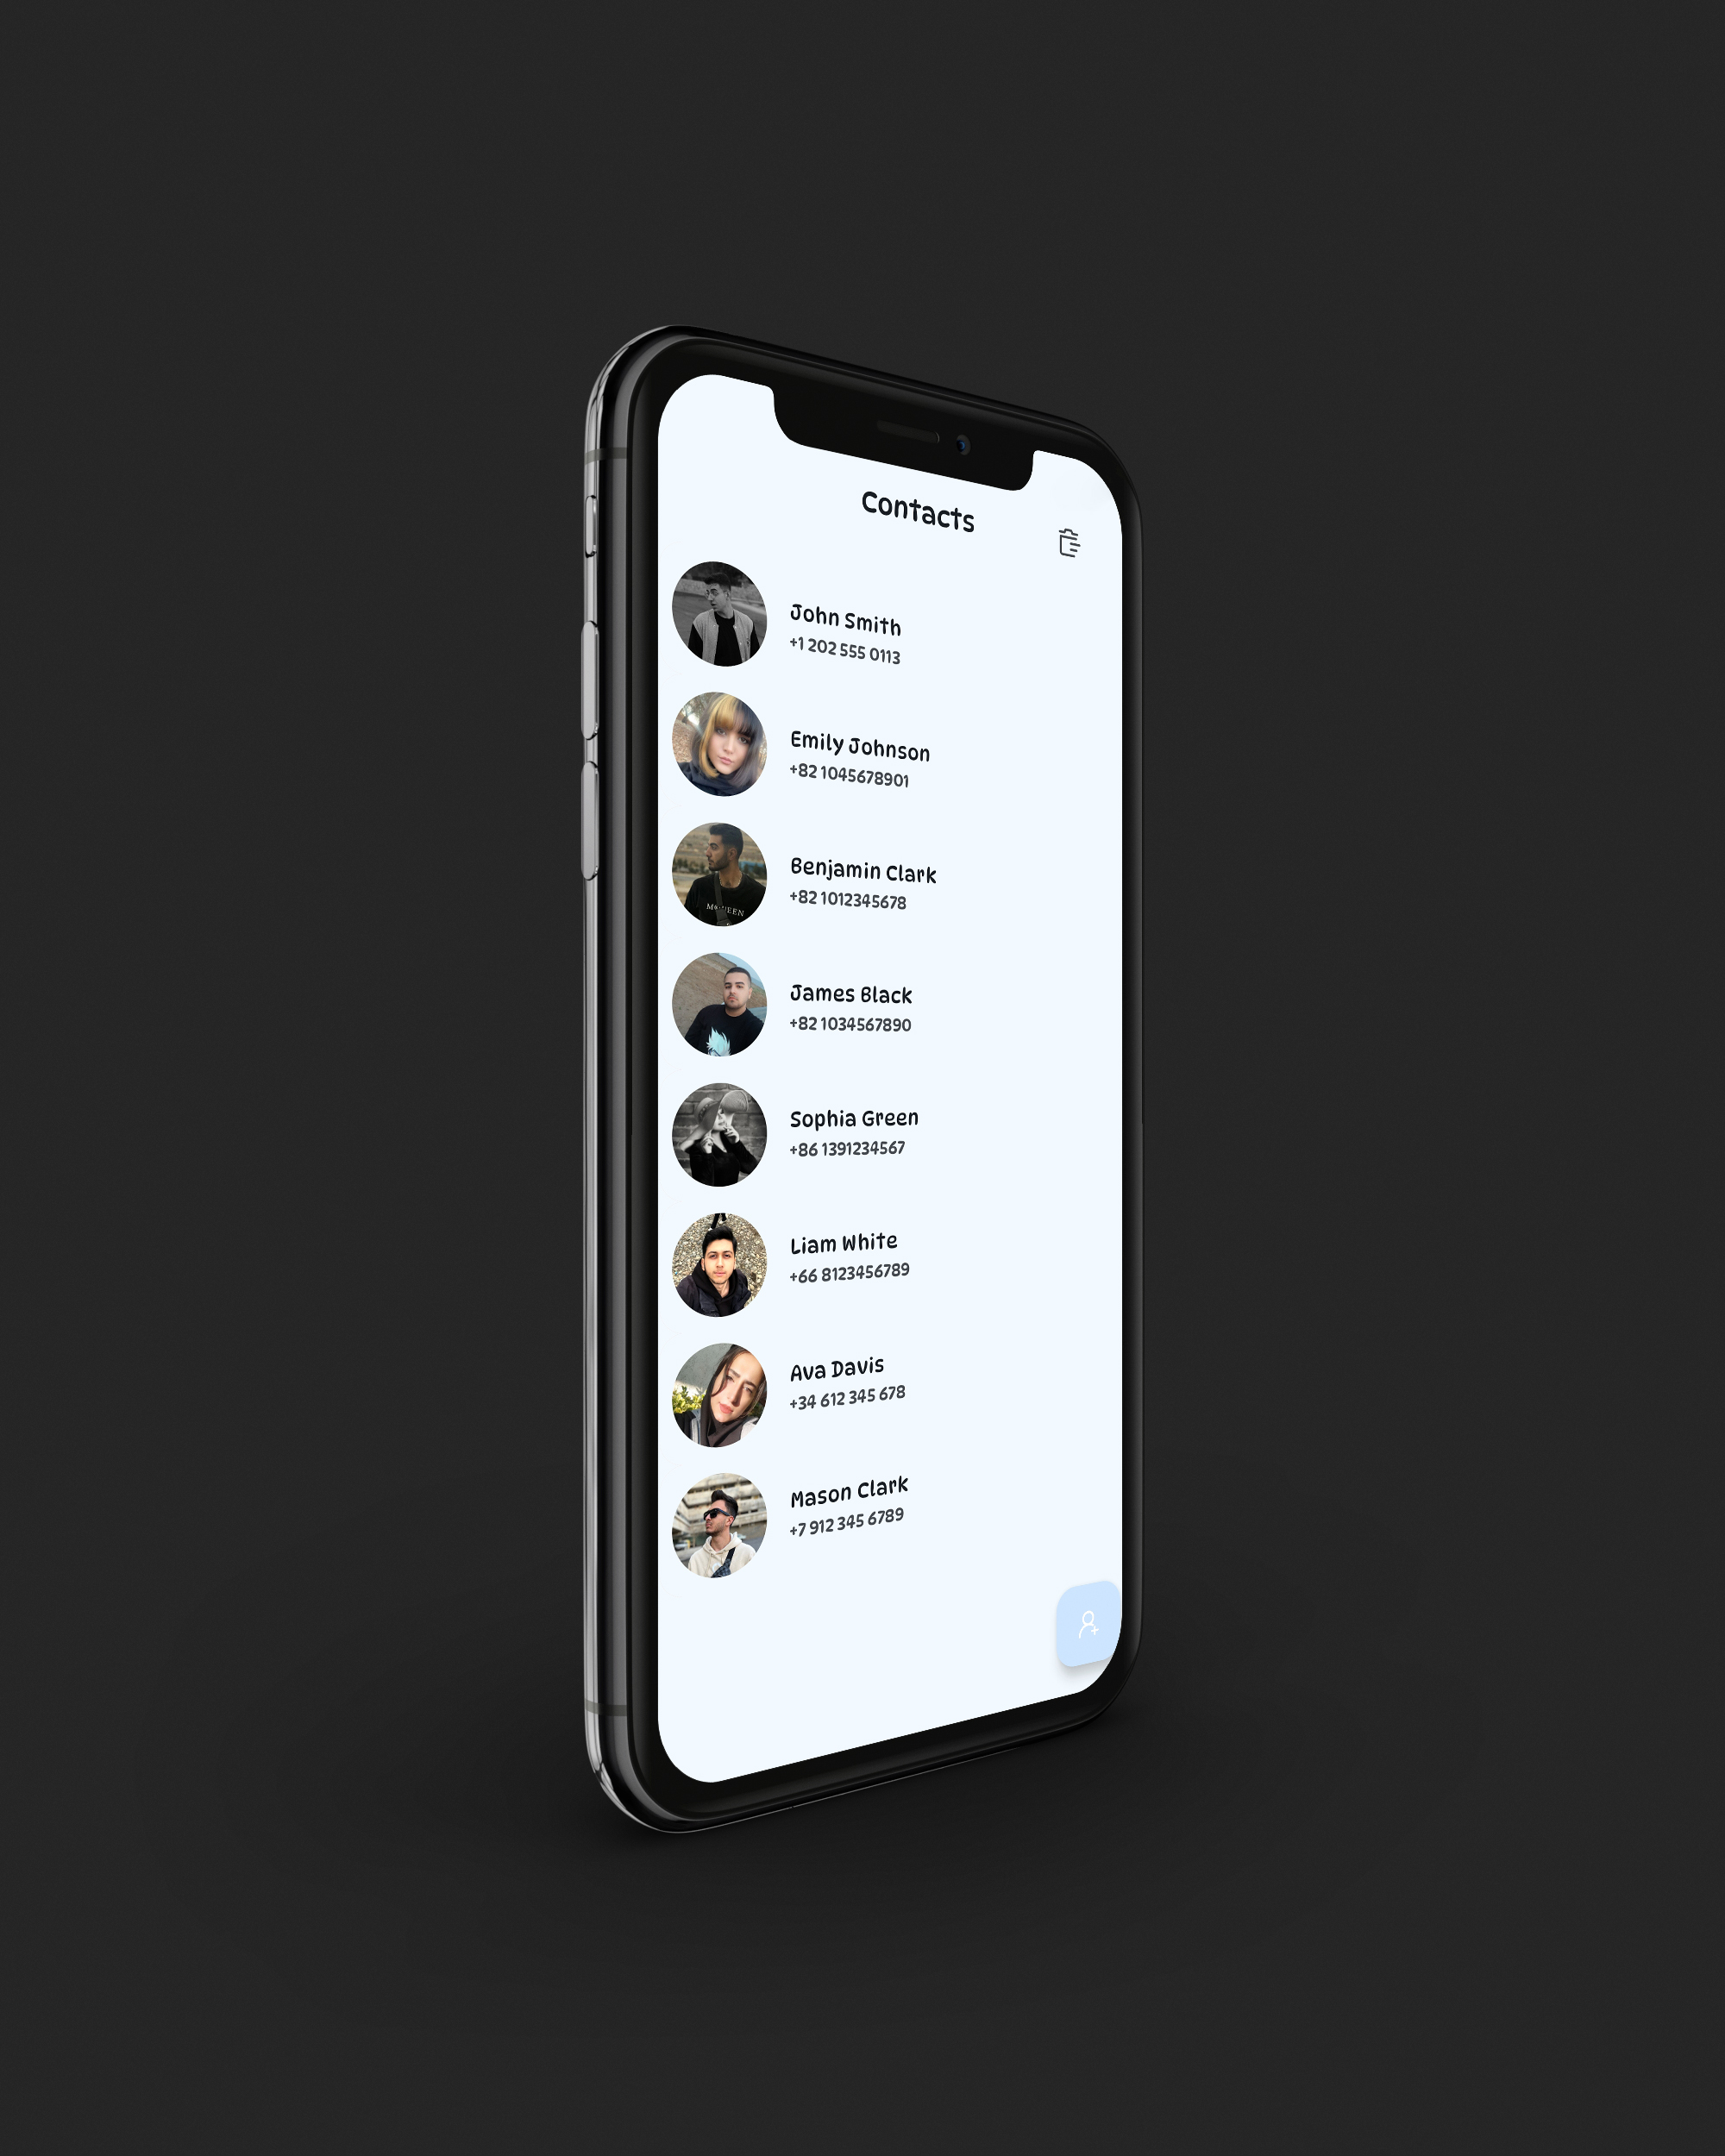 Contacts
John Smith
+1 202 555 0113
Emily Johnson
+82 1045678901
Benjamin Clark
+82 1012345678
James Black
+82 1034567890
Sophia Green
+86 1391234567
Liam White
+66 8123456789
Ava Davis
+34 612 345 678
Mason Clark
+7 912 345 6789